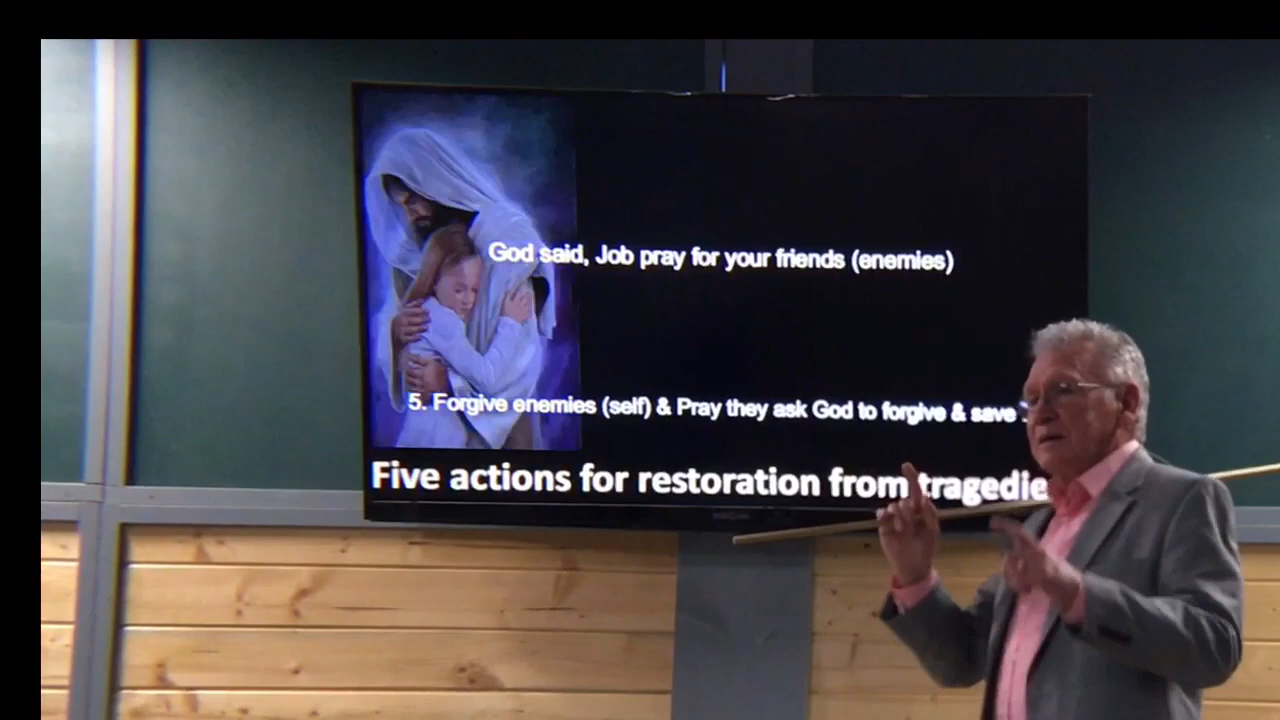 God said, Job pray for your friends (enemies)
5. Forgive enemies (self) & Pray they ask God to forgive & save
Five actions for restoration from